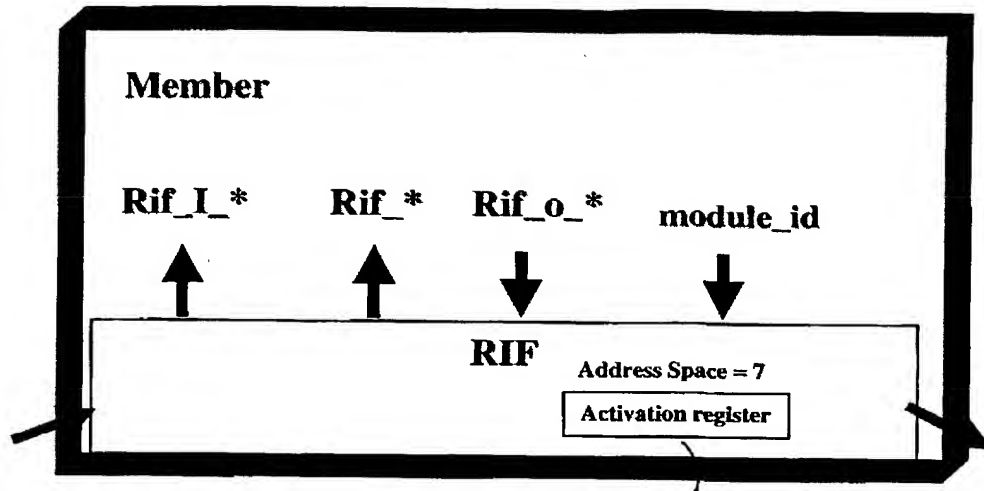 Member
Rif_I_* Rif_* Rif_o_* module_id
RIF
Address Space = 7
Activation register